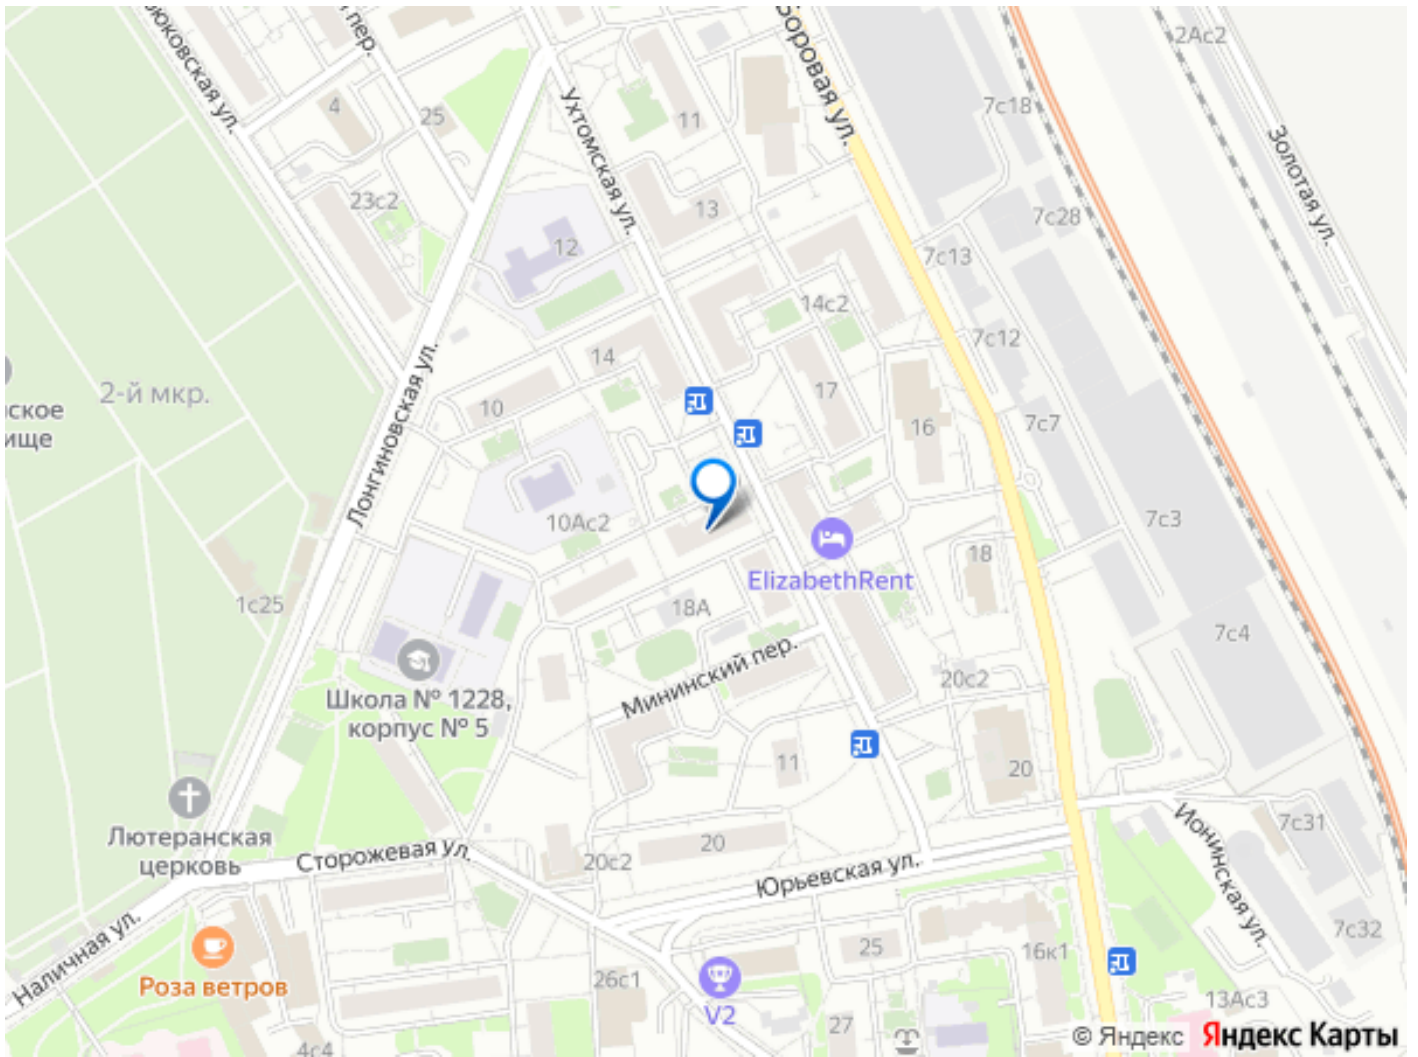 2Ас2
пер.
Боровая ул.
4
25
Ухтомская ул.
11
7с18
Золотая ул.
23с2
13
7с28
12
7с13
14с2
14
7с12
2-й мкр.
10
17
Лонгиновская ул.
16
7с7
10Ас2
7с3
ElizabethRent
18
1с25
18А
7с4
Школа № 1228,
корпус № 5
Мининский пер.
20с2
11
20
Лютеранская
церковь
Сторожевая ул.
20с2
20
Юрьевская ул.
Ионинская ул.
7с31
Наличная ул.
Роза ветров
25
16к1
7с32
26с1
V2
27
13Ас3
4с4
© Яндекс Яндекс Карты